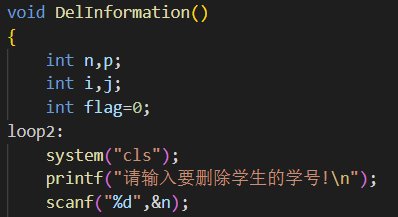 void DelInformation()
{
    int n,p;
    int i,j;
    int flag=0;
loop2:
    system("cls");
    printf("请输入要删除学生的学号!\n");
    scanf("%d",&n);